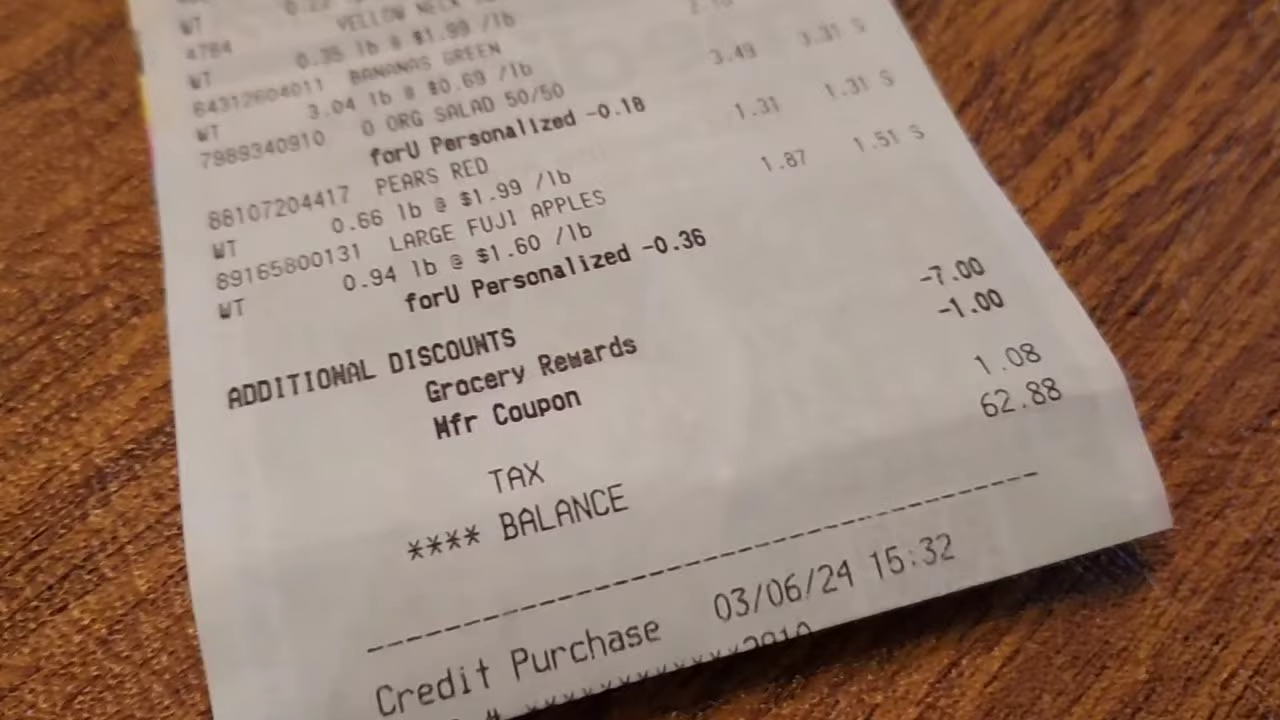 WT
4784 YELLOW NECK
WT 0.35 lb @ $1.99 /lb
64312604011 BANANAS GREEN
WT 3.04 lb @ $0.69 /lb
7989340910 O ORG SALAD 50/50 3.49 3.31 S
forU Personalized -0.18
88107204417 PEARS RED 1.31 1.31 S
WT 0.66 lb @ $1.99 /lb
89165800131 LARGE FUJI APPLES 1.87 1.51 S
WT 0.94 lb @ $1.60 /lb
forU Personalized -0.36
ADDITIONAL DISCOUNTS
Grocery Rewards -7.00
Mfr Coupon -1.00
TAX 1.08
**** BALANCE 62.88
Credit Purchase 03/06/24 15:32